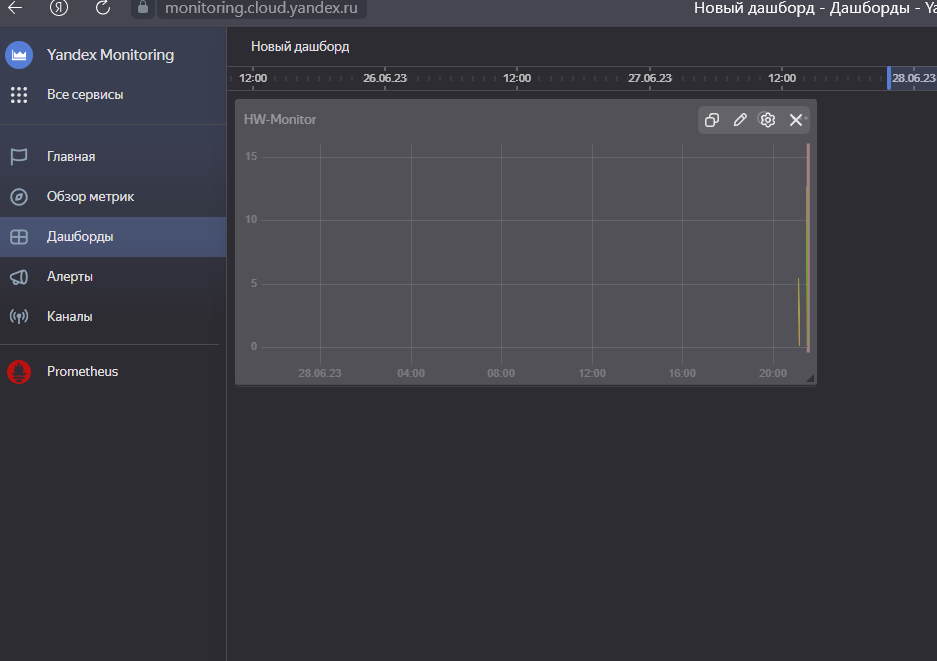 monitoring.cloud.yandex.ru
Новый дашборд - Дашборды - Ya
Yandex Monitoring
Все сервисы
Главная
Обзор метрик
Дашборды
Алерты
Каналы
Prometheus
Новый дашборд
12:00 26.06.23 12:00 27.06.23 12:00 28.06.23
HW-Monitor
15
10
5
0
28.06.23 04:00 08:00 12:00 16:00 20:00